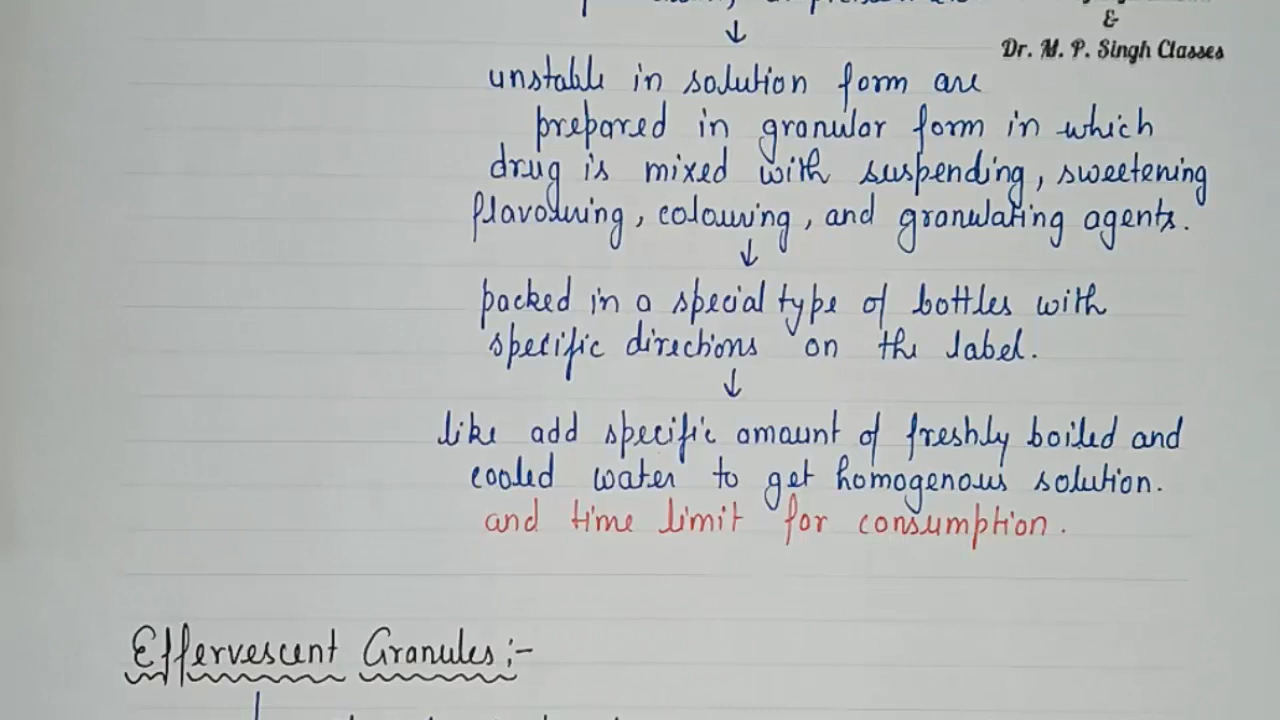 &
Dr. M. P. Singh Classes
↓
unstable in solution form are
prepared in granular form in which
drug is mixed with suspending, sweetening
flavouring, colouring, and granulating agents.
↓
packed in a special type of bottles with
specific directions on the label.
↓
like add specific amount of freshly boiled and
cooled water to get homogenous solution.
and time limit for consumption.
Effervescent Granules :-